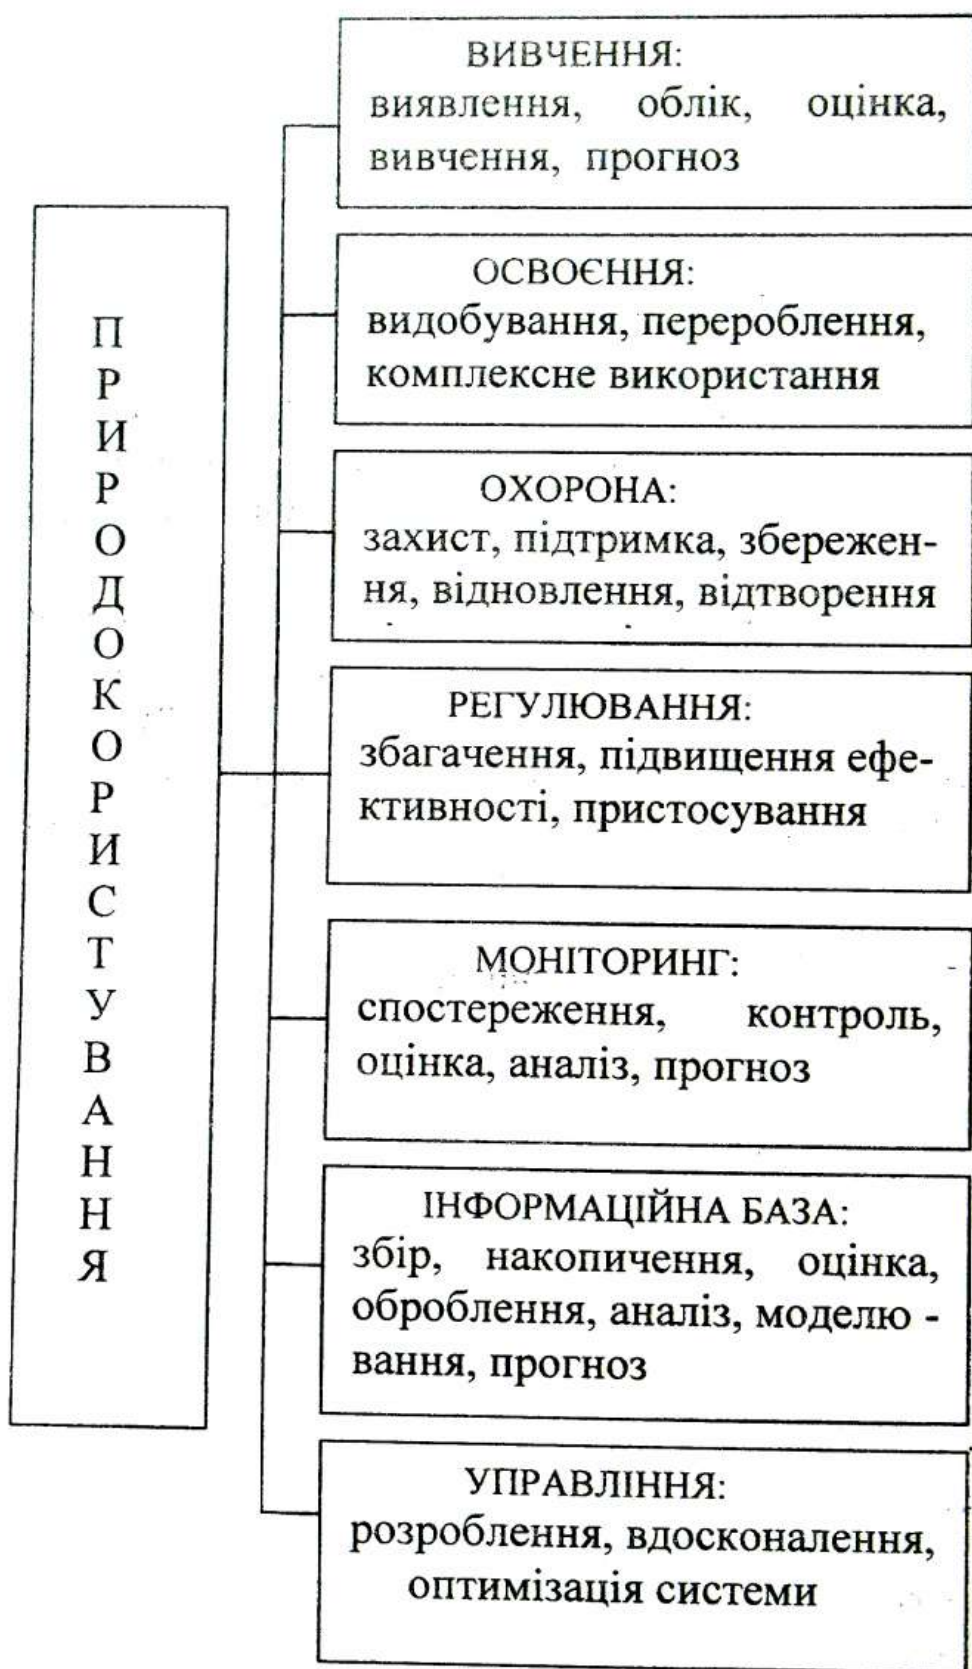 ПРИРОДОКОРИСТУВАННЯ
ВИВЧЕННЯ:
виявлення, облік, оцінка,
вивчення, прогноз
ОСВОЄННЯ:
видобування, перероблення,
комплексне використання
ОХОРОНА:
захист, підтримка, збережен-
ня, відновлення, відтворення
РЕГУЛЮВАННЯ:
збагачення, підвищення ефе-
ктивності, пристосування
МОНІТОРИНГ:
спостереження, контроль,
оцінка, аналіз, прогноз
ІНФОРМАЦІЙНА БАЗА:
збір, накопичення, оцінка,
оброблення, аналіз, моделю -
вання, прогноз
УПРАВЛІННЯ:
розроблення, вдосконалення,
оптимізація системи